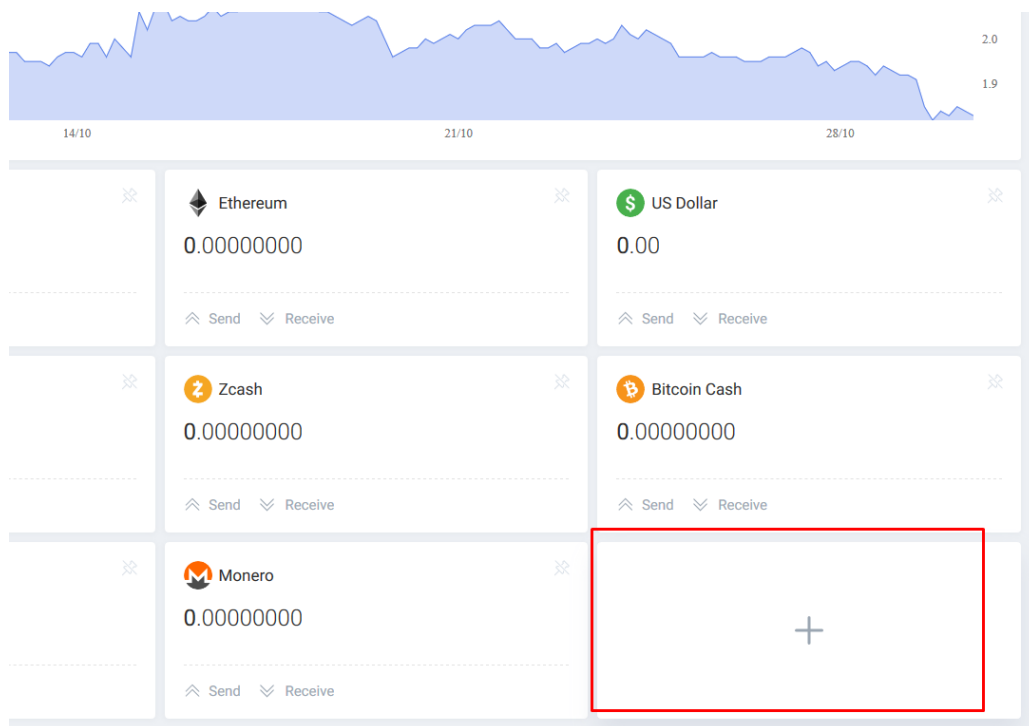 2.0
1.9
14/10 21/10 28/10
Ethereum
0.00000000
Send Receive
US Dollar
0.00
Send Receive
Zcash
0.00000000
Send Receive
Bitcoin Cash
0.00000000
Send Receive
Monero
0.00000000
Send Receive